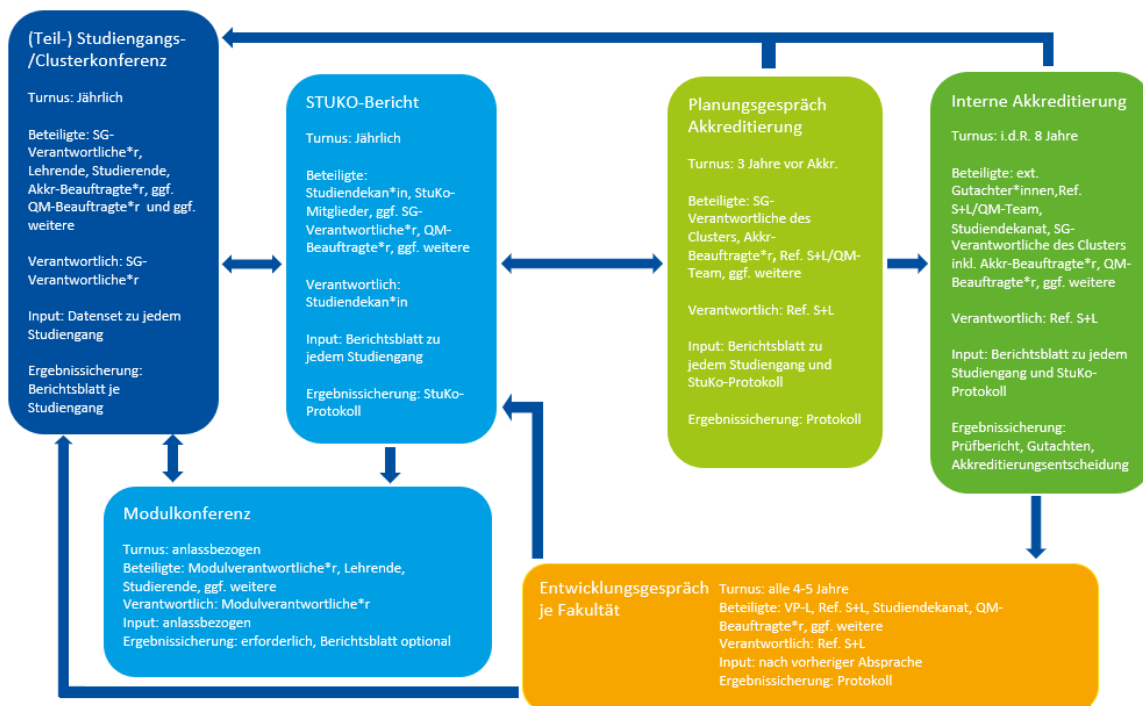 (Teil-) Studiengangs-
/Clusterkonferenz
Turnus: Jährlich
Beteiligte: SG-
Verantwortliche*r,
Lehrende, Studierende,
Akkr-Beauftragte*r, ggf.
QM-Beauftragte*r und ggf.
weitere
Verantwortlich: SG-
Verantwortliche*r
Input: Datenset zu jedem
Studiengang
Ergebnissicherung:
Berichtsblatt je
Studiengang
STUKO-Bericht
Turnus: Jährlich
Beteiligte:
Studiendekan*in, StuKo-
Mitglieder, ggf. SG-
Verantwortliche*r, QM-
Beauftragte*r, ggf. weitere
Verantwortlich:
Studiendekan*in
Input: Berichtsblatt zu
jedem Studiengang
Ergebnissicherung: StuKo-
Protokoll
Planungsgespräch
Akkreditierung
Turnus: 3 Jahre vor Akkr.
Beteiligte: SG-
Verantwortliche des
Clusters, Akkr-
Beauftragte*r, Ref. S+L/QM-
Team, ggf. weitere
Verantwortlich: Ref. S+L
Input: Berichtsblatt zu
jedem Studiengang und
StuKo-Protokoll
Ergebnissicherung: Protokoll
Interne Akkreditierung
Turnus: i.d.R. 8 Jahre
Beteiligte: ext.
Gutachter*innen,Ref.
S+L/QM-Team,
Studiendekanat, SG-
Verantwortliche des Clusters
inkl. Akkr-Beauftragte*r, QM-
Beauftragte*r, ggf. weitere
Verantwortlich: Ref. S+L
Input: Berichtsblatt zu jedem
Studiengang und StuKo-
Protokoll
Ergebnissicherung:
Prüfbericht, Gutachten,
Akkreditierungsentscheidung
Modulkonferenz
Turnus: anlassbezogen
Beteiligte: Modulverantwortliche*r, Lehrende,
Studierende, ggf. weitere
Verantwortlich: Modulverantwortliche*r
Input: anlassbezogen
Ergebnissicherung: erforderlich, Berichtsblatt optional
Entwicklungsgespräch
je Fakultät
Turnus: alle 4-5 Jahre
Beteiligte: VP-L, Ref. S+L, Studiendekanat, QM-
Beauftragte*r, ggf. weitere
Verantwortlich: Ref. S+L
Input: nach vorheriger Absprache
Ergebnissicherung: Protokoll